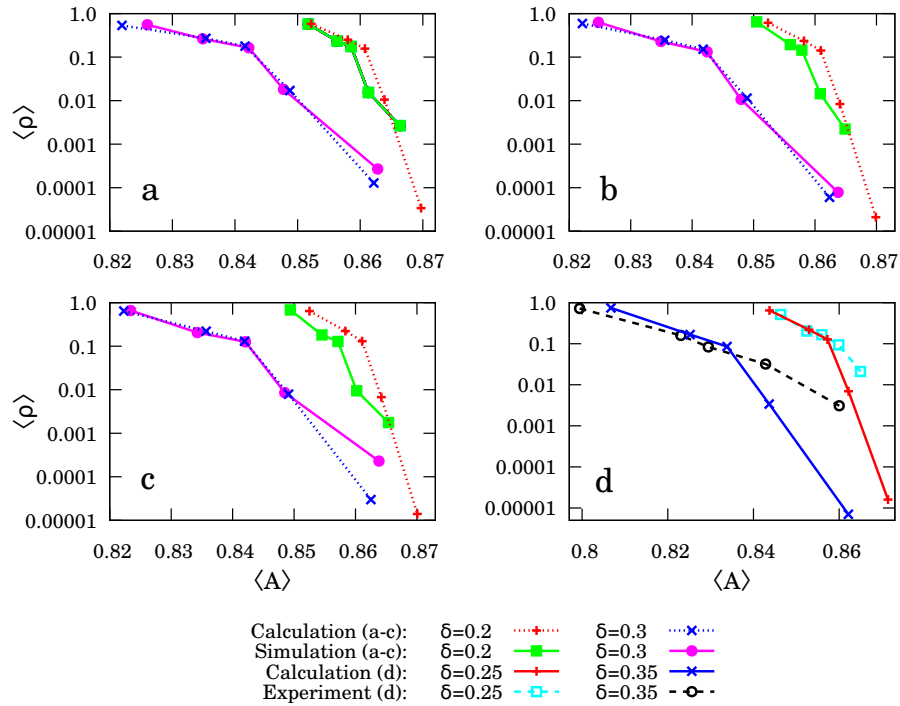 1.0 1.0
0.1 0.1
0.01 0.01
⟨ρ⟩ 0.001 0.001
0.0001 a 0.0001 b
0.00001 0.00001
0.82 0.83 0.84 0.85 0.86 0.87 0.82 0.83 0.84 0.85 0.86 0.87
1.0 1.0
0.1 0.1
0.01 0.01
⟨ρ⟩ 0.001 0.001
0.0001 c 0.0001 d
0.00001 0.00001
0.82 0.83 0.84 0.85 0.86 0.87 0.8 0.82 0.84 0.86
⟨A⟩ ⟨A⟩
Calculation (a-c): δ=0.2 δ=0.3
Simulation (a-c): δ=0.2 δ=0.3
Calculation (d): δ=0.25 δ=0.35
Experiment (d): δ=0.25 δ=0.35